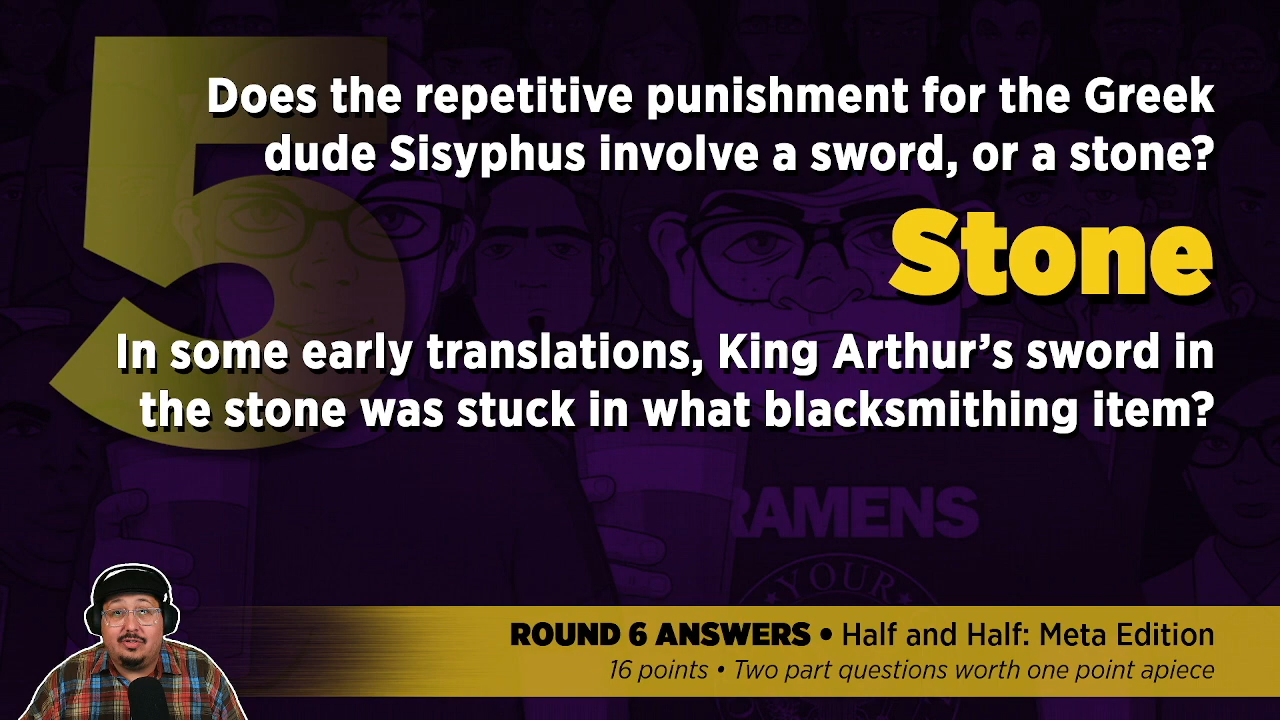 5
Does the repetitive punishment for the Greek
dude Sisyphus involve a sword, or a stone?
Stone
In some early translations, King Arthur’s sword in
the stone was stuck in what blacksmithing item?
RAMENS
YOUR
ROUND 6 ANSWERS • Half and Half: Meta Edition
16 points • Two part questions worth one point apiece